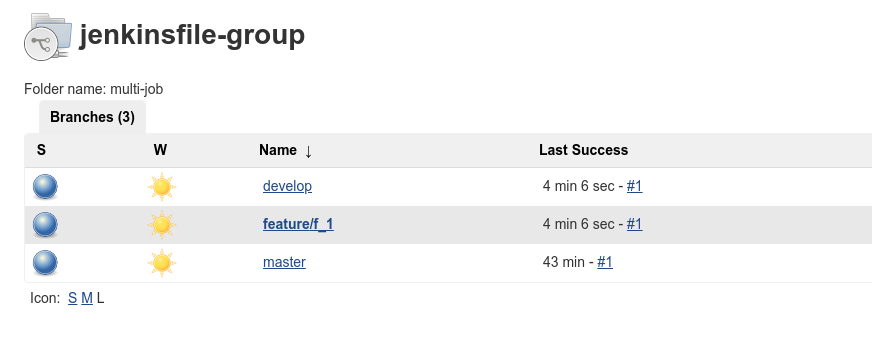 jenkinsfile-group
Folder name: multi-job
Branches (3)
S W Name ↓ Last Success
develop 4 min 6 sec - #1
feature/f_1 4 min 6 sec - #1
master 43 min - #1
Icon: S M L